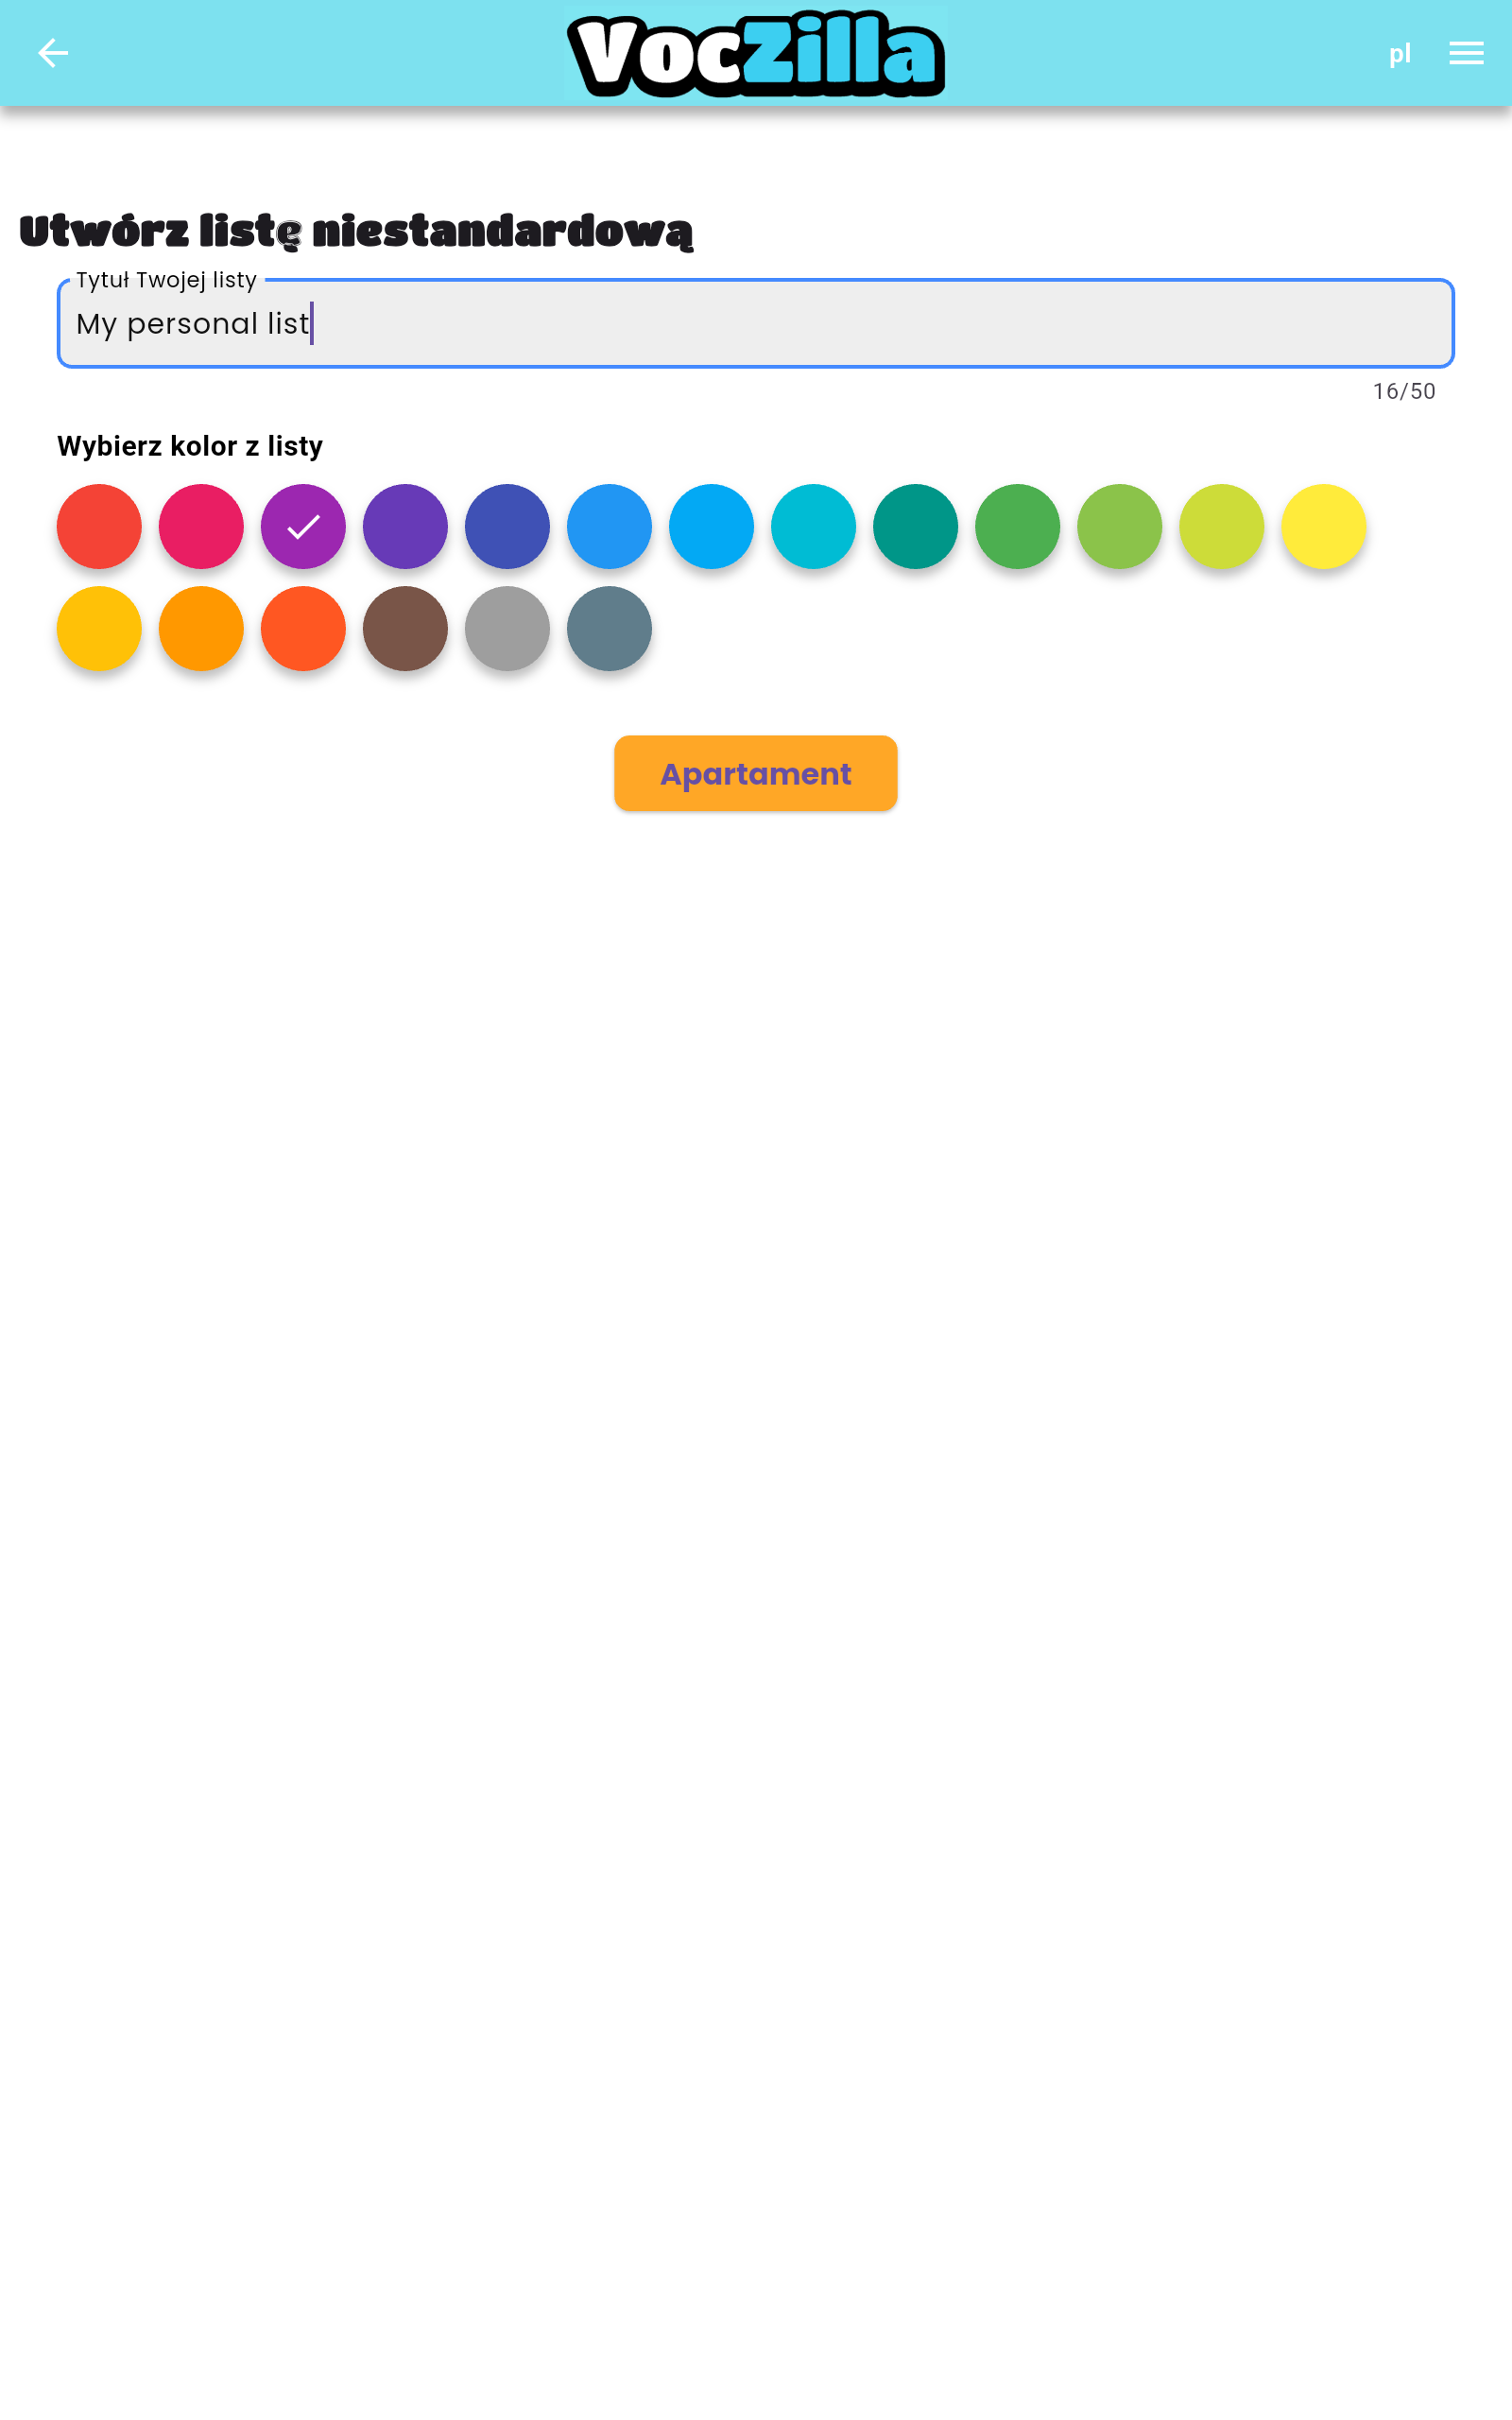 VocZilla
pl
Utwórz listę niestandardową
Tytuł Twojej listy
My personal list
16/50
Wybierz kolor z listy
Apartament